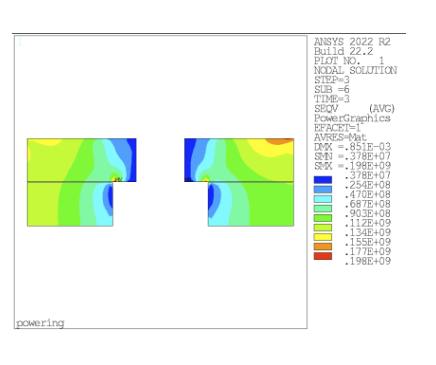 ANSYS 2022 R2
Build 22.2
PLOT NO. 1
NODAL SOLUTION
STEP=3
SUB =6
TIME=3
SEQV (AVG)
PowerGraphics
EFACET=1
AVRES=Mat
DMX =.851E-03
SMN =.378E+07
SMX =.198E+09
.378E+07
.254E+08
.470E+08
.687E+08
.903E+08
.112E+09
.134E+09
.155E+09
.177E+09
.198E+09
powering